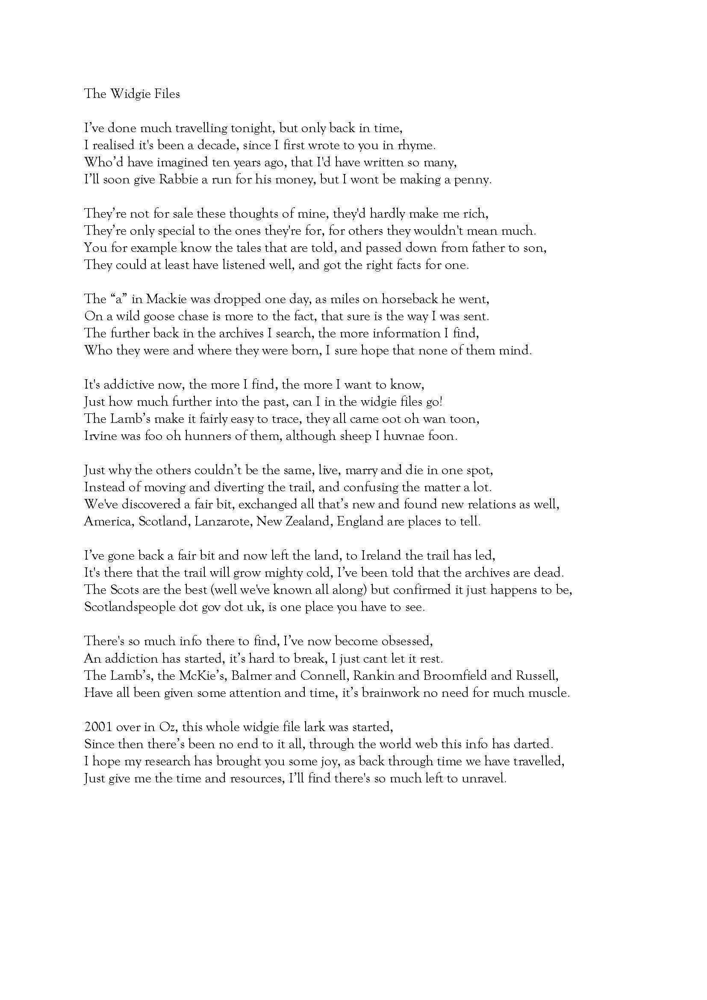 The Widgie Files
I’ve done much travelling tonight, but only back in time,
I realised it's been a decade, since I first wrote to you in rhyme.
Who’d have imagined ten years ago, that I'd have written so many,
I’ll soon give Rabbie a run for his money, but I wont be making a penny.
They’re not for sale these thoughts of mine, they'd hardly make me rich,
They’re only special to the ones they're for, for others they wouldn't mean much.
You for example know the tales that are told, and passed down from father to son,
They could at least have listened well, and got the right facts for one.
The “a” in Mackie was dropped one day, as miles on horseback he went,
On a wild goose chase is more to the fact, that sure is the way I was sent.
The further back in the archives I search, the more information I find,
Who they were and where they were born, I sure hope that none of them mind.
It's addictive now, the more I find, the more I want to know,
Just how much further into the past, can I in the widgie files go!
The Lamb’s make it fairly easy to trace, they all came oot oh wan toon,
Irvine was foo oh hunners of them, although sheep I huvnae foon.
Just why the others couldn’t be the same, live, marry and die in one spot,
Instead of moving and diverting the trail, and confusing the matter a lot.
We've discovered a fair bit, exchanged all that’s new and found new relations as well,
America, Scotland, Lanzarote, New Zealand, England are places to tell.
I’ve gone back a fair bit and now left the land, to Ireland the trail has led,
It's there that the trail will grow mighty cold, I’ve been told that the archives are dead.
The Scots are the best (well we've known all along) but confirmed it just happens to be,
Scotlandspeople dot gov dot uk, is one place you have to see.
There's so much info there to find, I’ve now become obsessed,
An addiction has started, it’s hard to break, I just cant let it rest.
The Lamb’s, the McKie’s, Balmer and Connell, Rankin and Broomfield and Russell,
Have all been given some attention and time, it’s brainwork no need for much muscle.
2001 over in Oz, this whole widgie file lark was started,
Since then there’s been no end to it all, through the world web this info has darted.
I hope my research has brought you some joy, as back through time we have travelled,
Just give me the time and resources, I’ll find there's so much left to unravel.